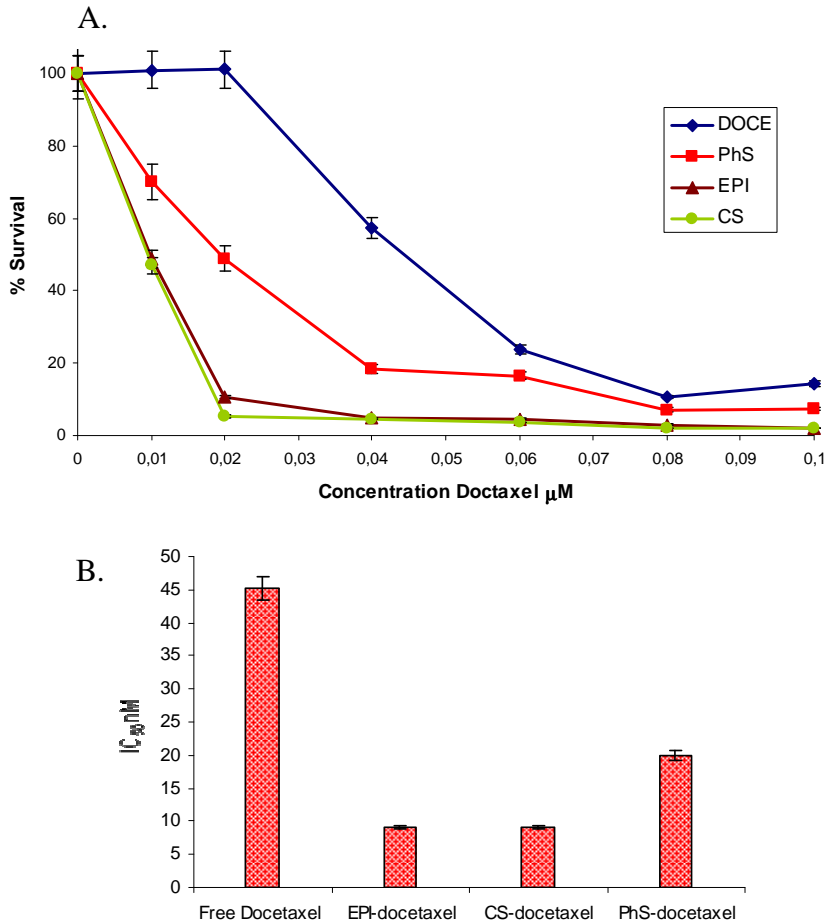 A.
100
80
60
40
20
0
% Survival
DOCE
PhS
EPI
CS
0 0,01 0,02 0,03 0,04 0,05 0,06 0,07 0,08 0,09 0,1
Concentration Doctaxel µM
B.
50
45
40
35
30
25
20
15
10
5
0
IC50nM
Free Docetaxel EPI-docetaxel CS-docetaxel PhS-docetaxel